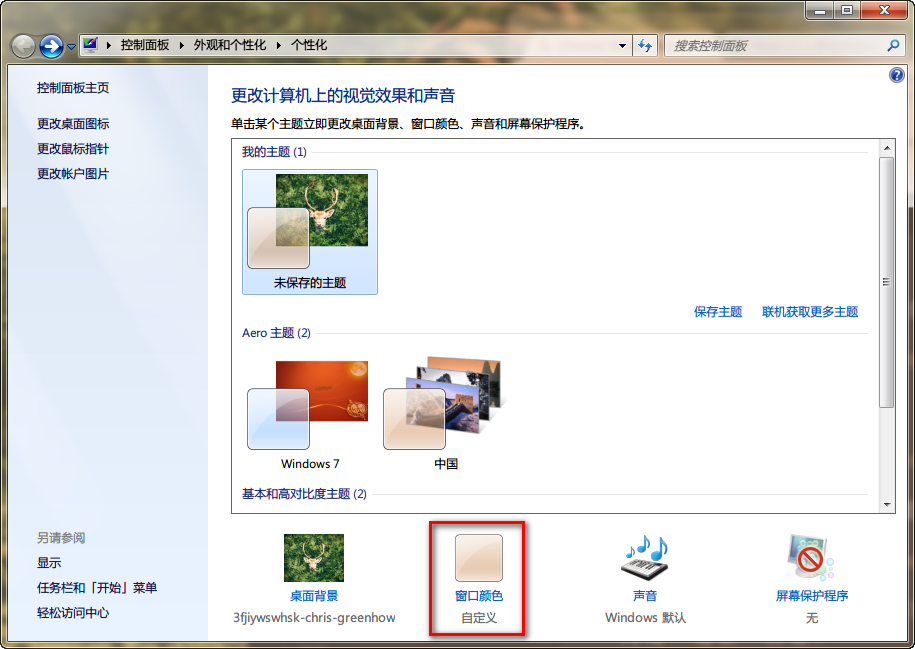 控制面板 外观和个性化 个性化
搜索控制面板
控制面板主页
更改桌面图标
更改鼠标指针
更改帐户图片
更改计算机上的视觉效果和声音
单击某个主题立即更改桌面背景、窗口颜色、声音和屏幕保护程序。
我的主题 (1)
未保存的主题
保存主题 联机获取更多主题
Aero 主题 (2)
Windows 7 中国
基本和高对比度主题 (2)
另请参阅
显示
任务栏和「开始」菜单
轻松访问中心
桌面背景
3fjiywswhsk-chris-greenhow
窗口颜色
自定义
声音
Windows 默认
屏幕保护程序
无